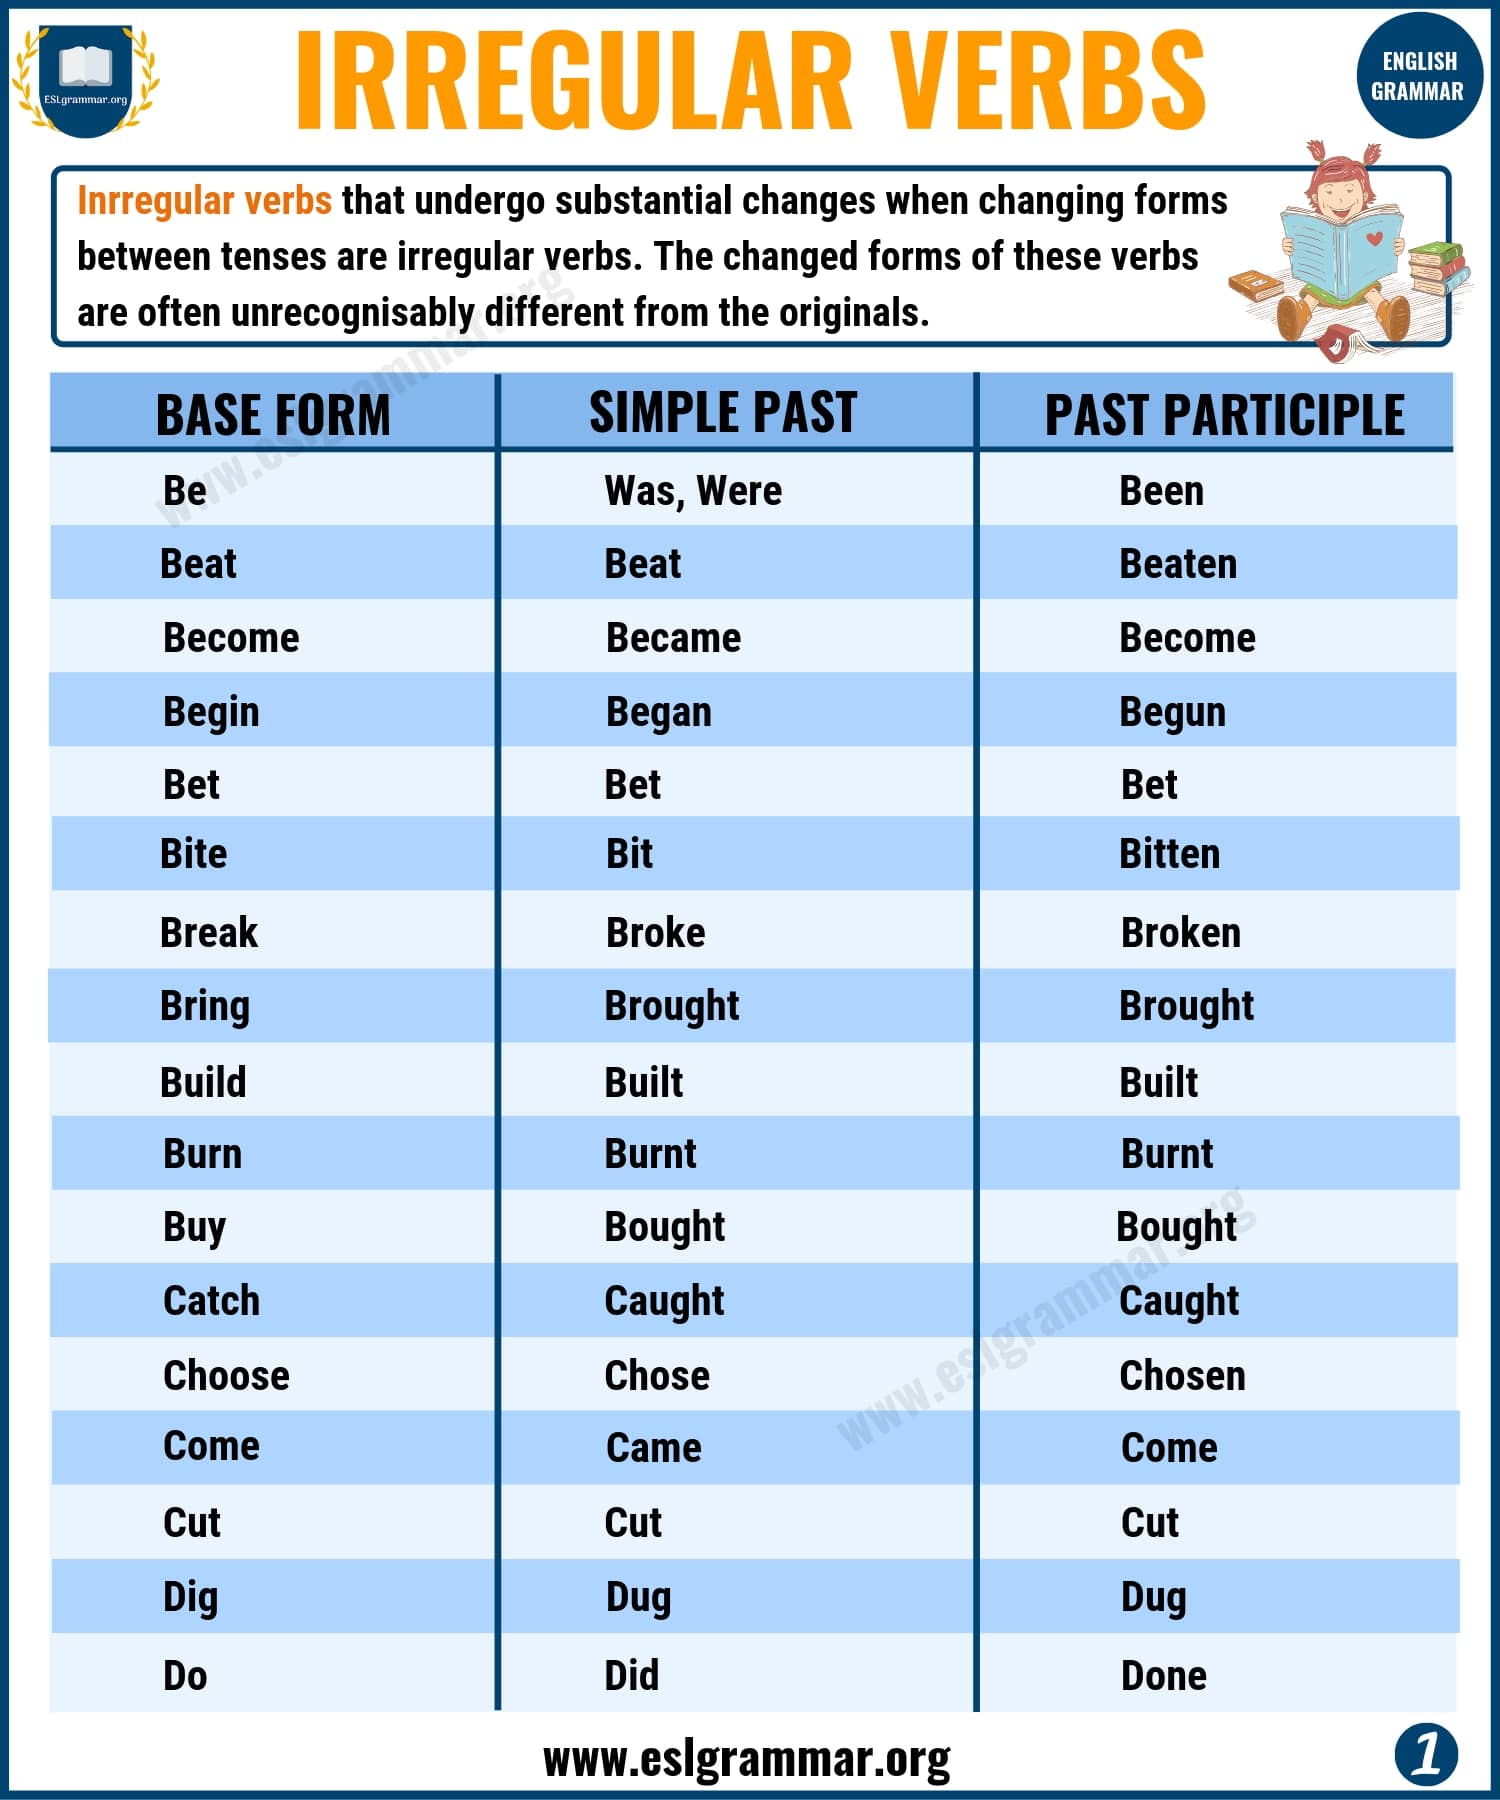 ESLgrammar.org
IRREGULAR VERBS
ENGLISH
GRAMMAR
Inrregular verbs that undergo substantial changes when changing forms
between tenses are irregular verbs. The changed forms of these verbs
are often unrecognisably different from the originals.
www.eslgrammar.org
BASE FORM SIMPLE PAST PAST PARTICIPLE
Be Was, Were Been
Beat Beat Beaten
Become Became Become
Begin Began Begun
Bet Bet Bet
Bite Bit Bitten
Break Broke Broken
Bring Brought Brought
Build Built Built
Burn Burnt Burnt
Buy Bought Bought
Catch Caught Caught
Choose Chose Chosen
www.eslgrammar.org
Come Came Come
Cut Cut Cut
Dig Dug Dug
Do Did Done
www.eslgrammar.org
1